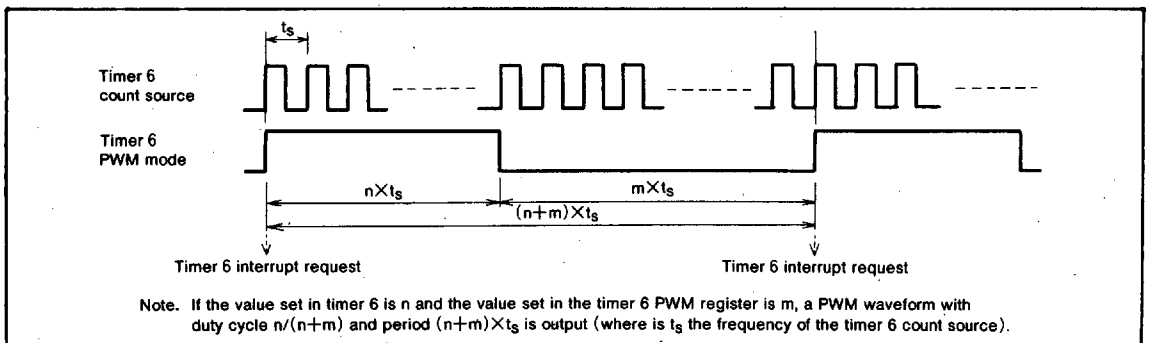 tₛ
Timer 6
count source
Timer 6
PWM mode
n×tₛ
m×tₛ
(n+m)×tₛ
Timer 6 interrupt request
Timer 6 interrupt request
Note. If the value set in timer 6 is n and the value set in the timer 6 PWM register is m, a PWM waveform with
duty cycle n/(n+m) and period (n+m)×tₛ is output (where is tₛ the frequency of the timer 6 count source).